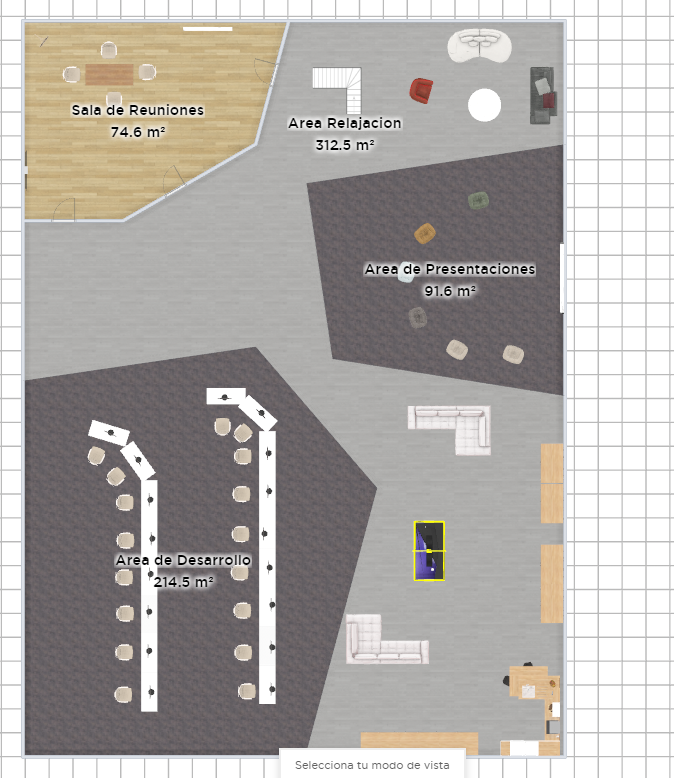 Sala de Reuniones
74.6 m²
Area Relajacion
312.5 m²
Area de Presentaciones
91.6 m²
Area de Desarrollo
214.5 m²
Selecciona tu modo de vista